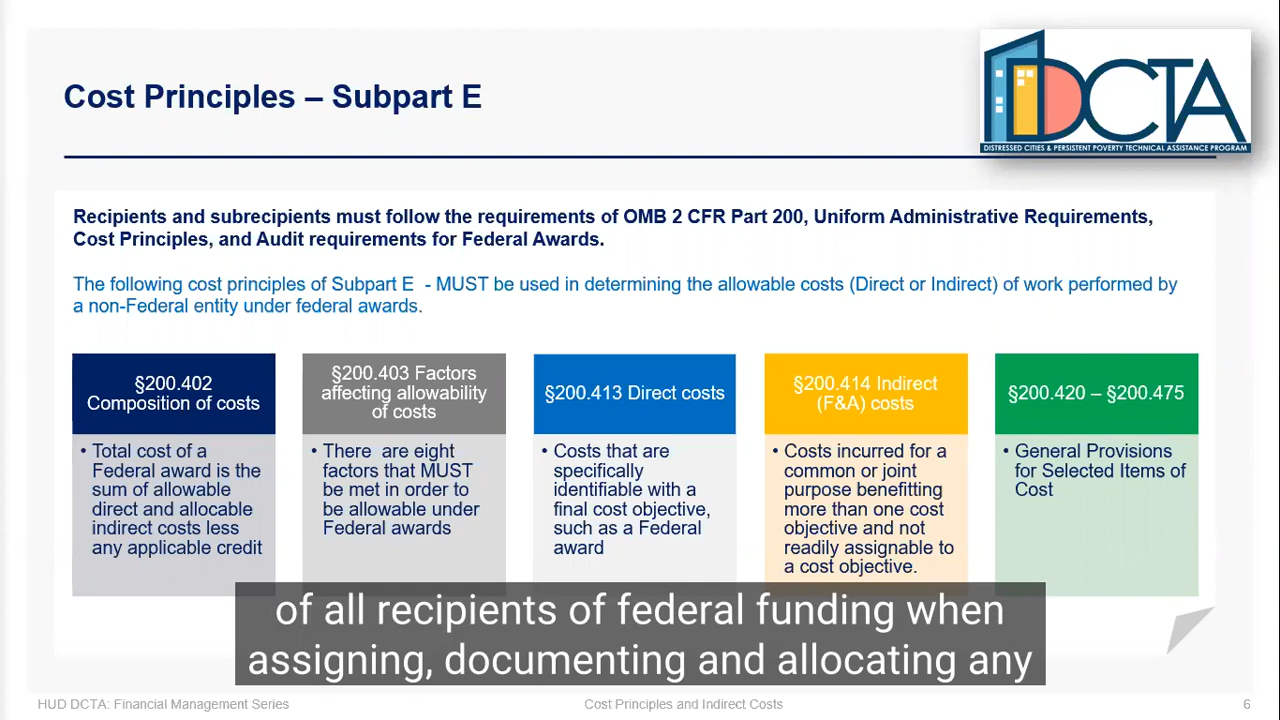 Cost Principles – Subpart E
DCTA
DISTRESSED CITIES & PERSISTENT POVERTY TECHNICAL ASSISTANCE PROGRAM
Recipients and subrecipients must follow the requirements of OMB 2 CFR Part 200, Uniform Administrative Requirements,
Cost Principles, and Audit requirements for Federal Awards.
The following cost principles of Subpart E - MUST be used in determining the allowable costs (Direct or Indirect) of work performed by
a non-Federal entity under federal awards.
§200.402
Composition of costs
• Total cost of a
Federal award is the
sum of allowable
direct and allocable
indirect costs less
any applicable credit
§200.403 Factors
affecting allowability
of costs
• There are eight
factors that MUST
be met in order to
be allowable under
Federal awards
§200.413 Direct costs
• Costs that are
specifically
identifiable with a
final cost objective,
such as a Federal
award
§200.414 Indirect
(F&A) costs
• Costs incurred for a
common or joint
purpose benefitting
more than one cost
objective and not
readily assignable to
a cost objective.
§200.420 – §200.475
• General Provisions
for Selected Items of
Cost
of all recipients of federal funding when
assigning, documenting and allocating any
HUD DCTA: Financial Management Series
Cost Principles and Indirect Costs
6